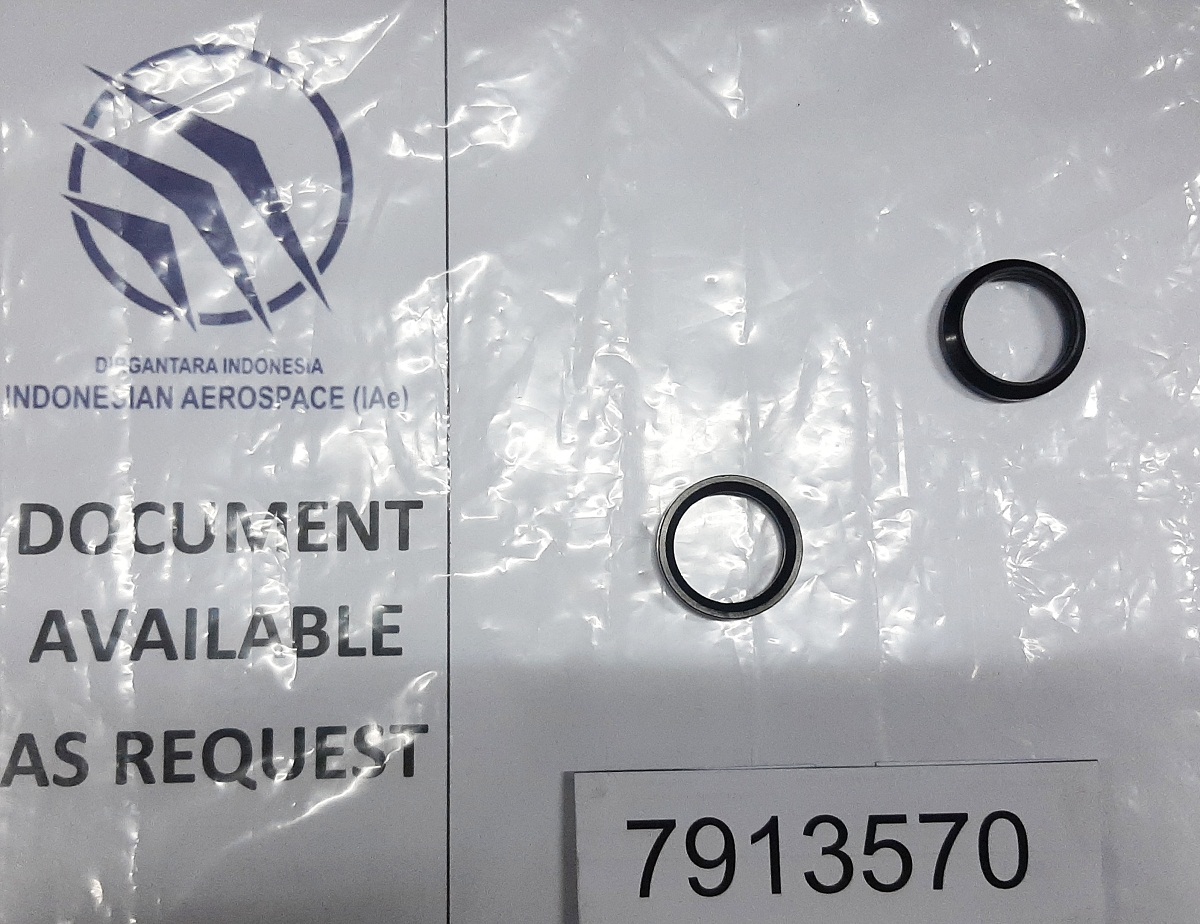 DIRGANTARA INDONESIA
INDONESIAN AEROSPACE (IAe)
DOCUMENT
AVAILABLE
AS REQUEST
7913570